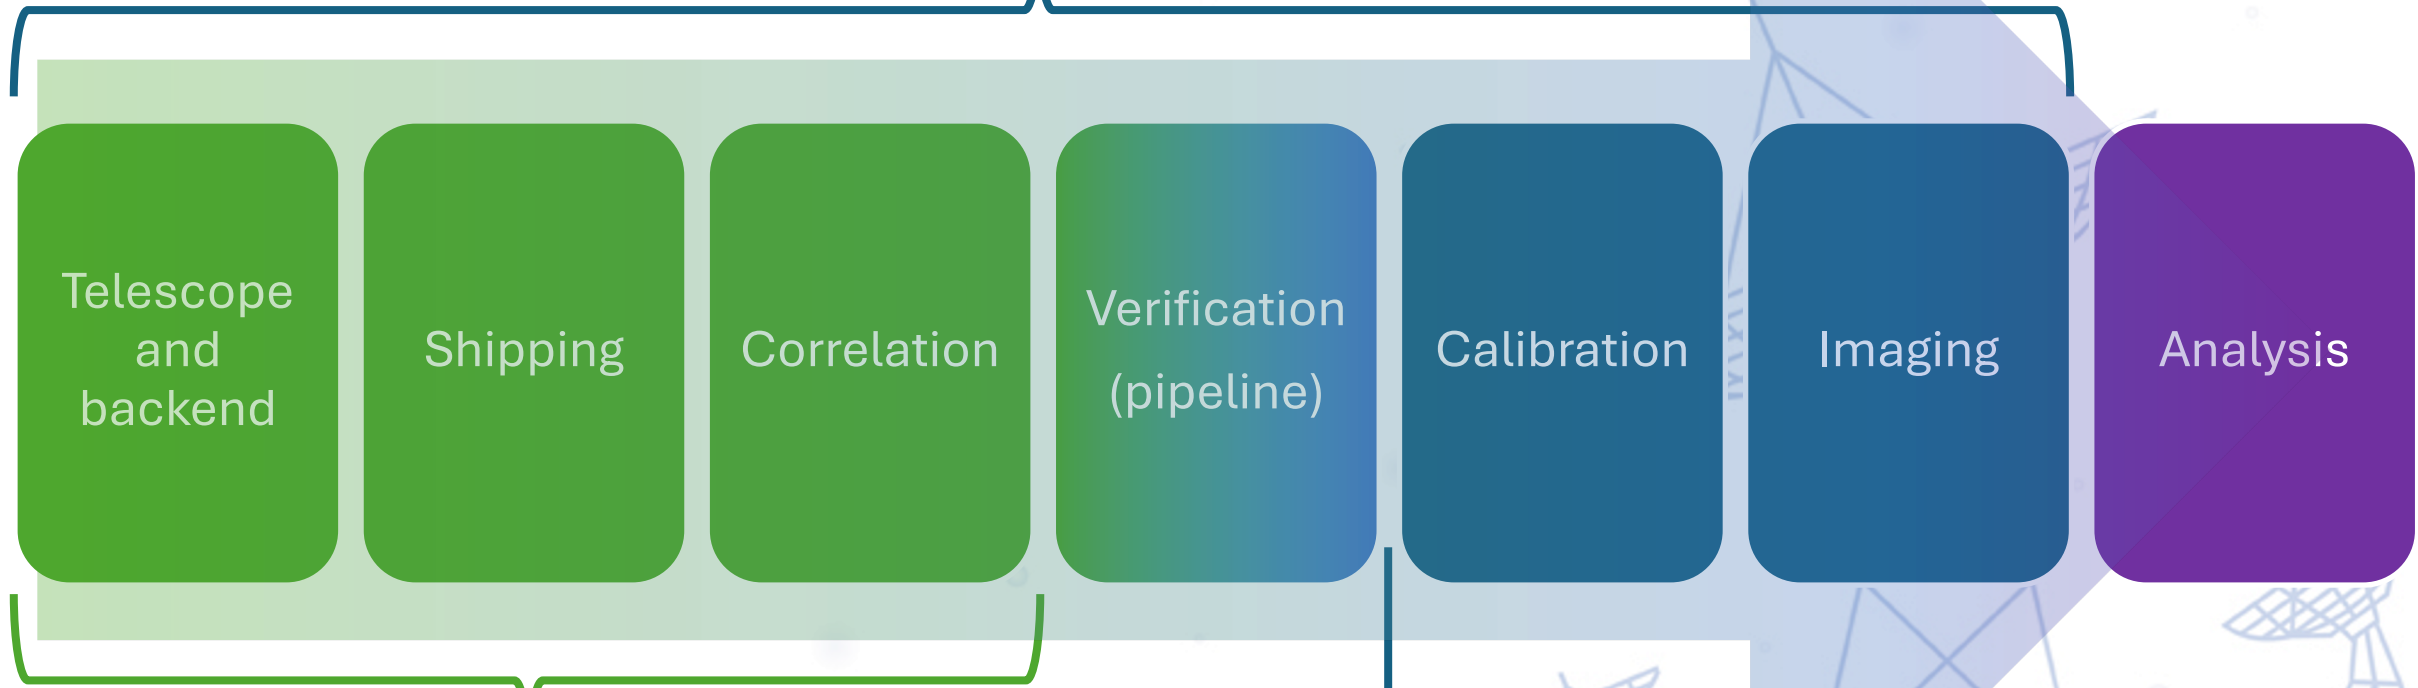 Telescope
and
backend
Shipping
Correlation
Verification
(pipeline)
Calibration
Imaging
Analysis